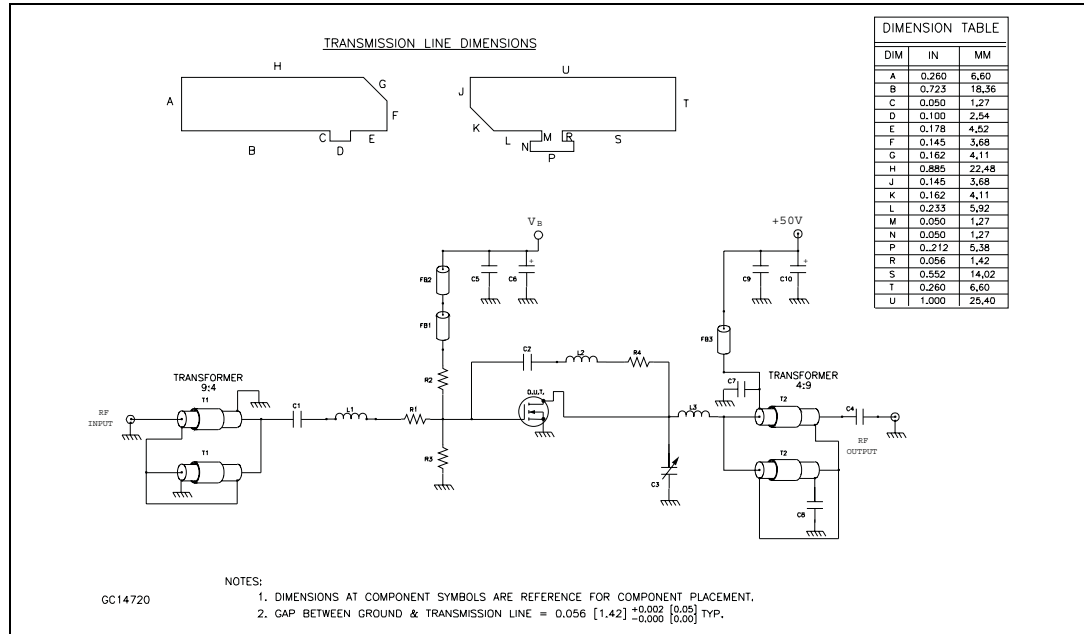 TRANSMISSION LINE DIMENSIONS
H
G
A
F
C
E
B
D
U
J
T
K
M
R
L
S
N
P
DIMENSION TABLE
DIM IN MM
A 0.260 6,60
B 0.723 18,36
C 0.050 1,27
D 0.100 2,54
E 0.178 4,52
F 0.145 3,68
G 0.162 4,11
H 0.885 22,48
J 0.145 3,68
K 0.162 4,11
L 0.233 5,92
M 0.050 1,27
N 0.050 1,27
P 0..212 5,38
R 0.056 1,42
S 0.552 14,02
T 0.260 6,60
U 1.000 25,40
VB
+50V
FB2
C5
C6
+
C9
C10
+
FB1
FB3
C2
L2
R4
R2
D.U.T.
C7
TRANSFORMER
9:4
T1
TRANSFORMER
4:9
T2
RF
INPUT
C1
L1
R1
L3
C4
RF
OUTPUT
T1
R3
C3
T2
C8
NOTES:
1. DIMENSIONS AT COMPONENT SYMBOLS ARE REFERENCE FOR COMPONENT PLACEMENT.
2. GAP BETWEEN GROUND & TRANSMISSION LINE = 0.056 [1.42] +0.002 [0.05] -0.000 [0.00] TYP.
GC14720